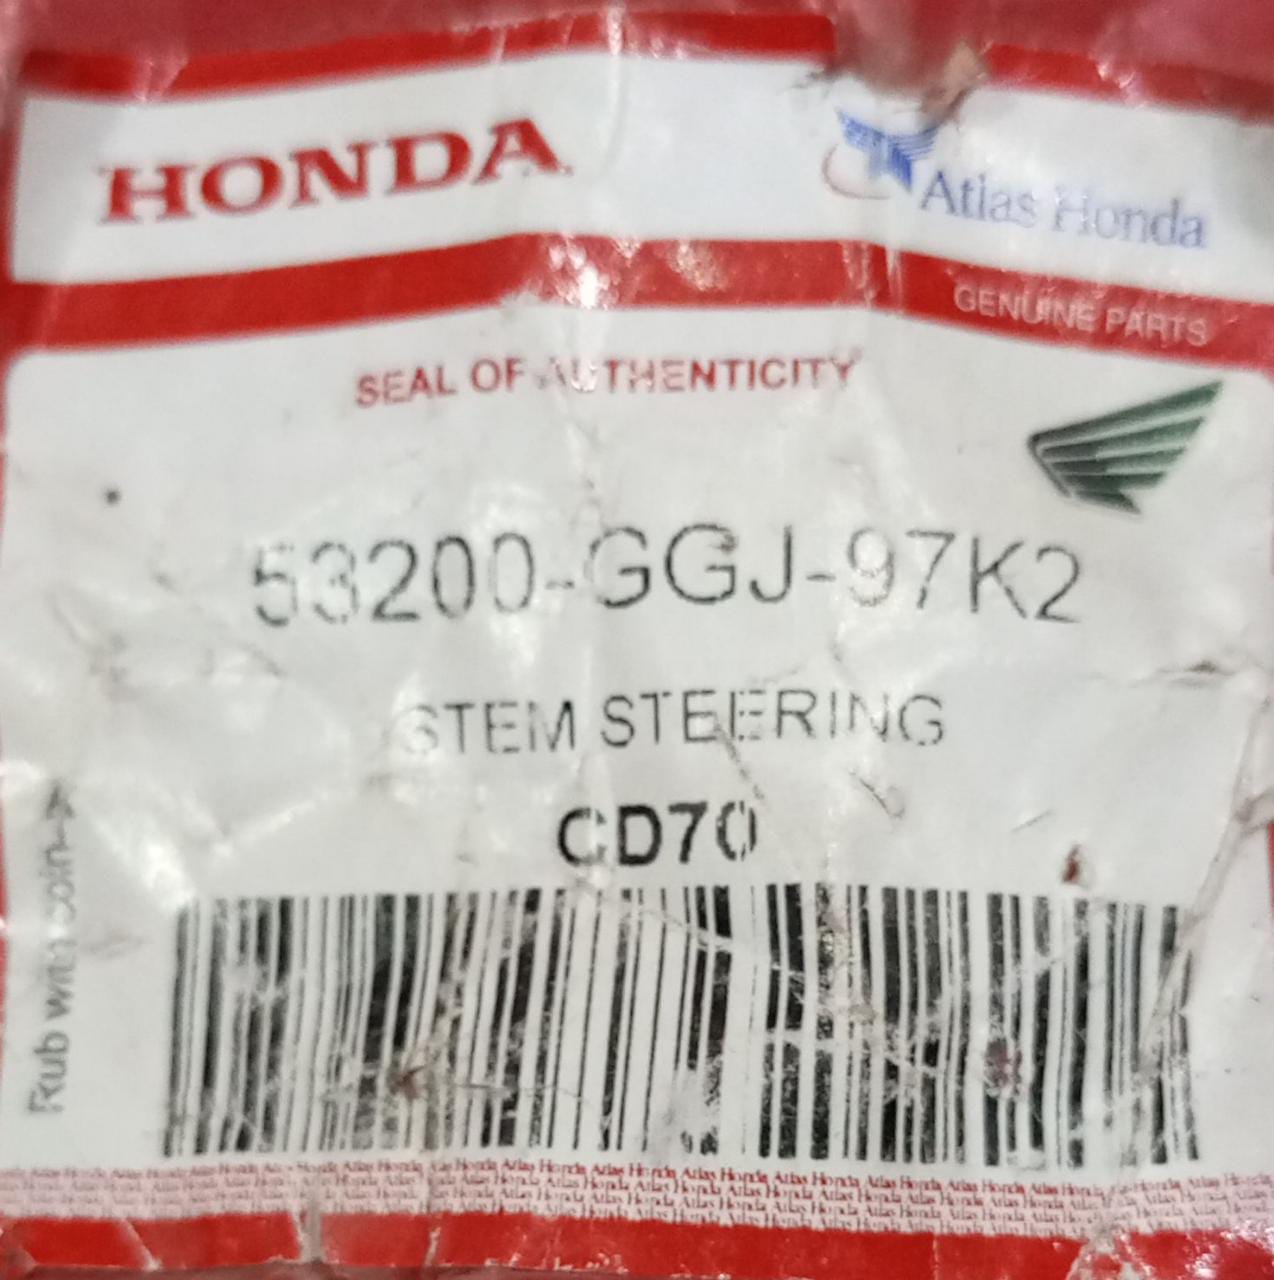 HONDA
Atlas Honda
GENUINE PARTS
SEAL OF AUTHENTICITY
53200-GGJ-97K2
STEM STEERING
CD70
Rub with coin